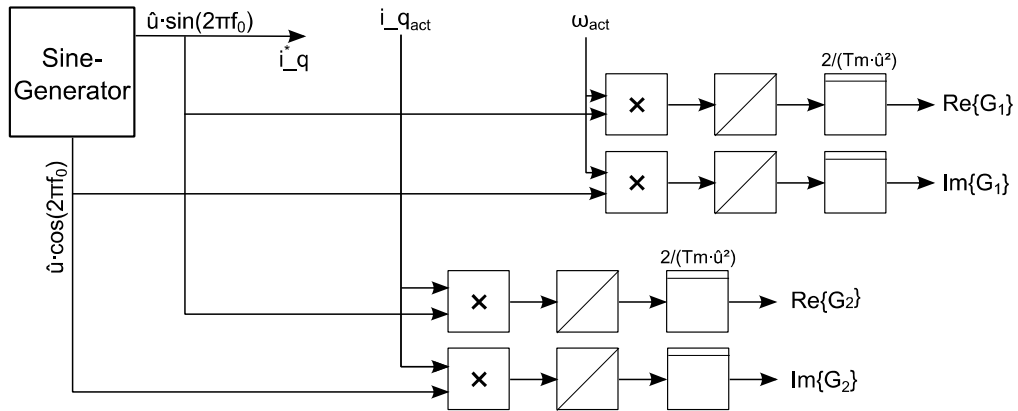 û·sin(2πf₀)
i_q_act
ω_act
Sine-
Generator
i_q*
2/(Tm·û²)
×
Re{G₁}
û·cos(2πf₀)
×
Im{G₁}
2/(Tm·û²)
×
Re{G₂}
×
Im{G₂}